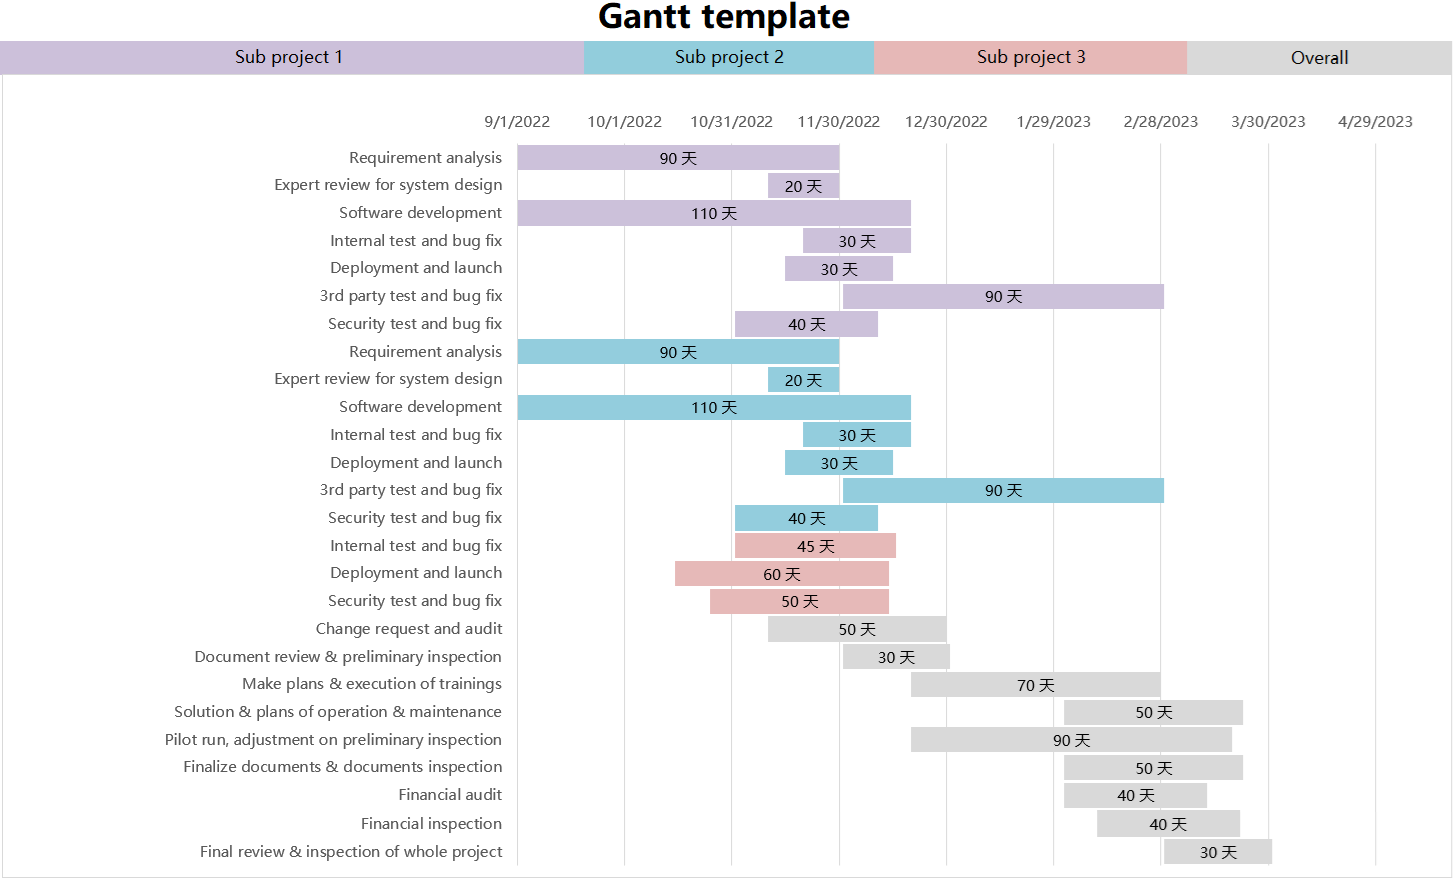 Gantt template
Sub project 1 Sub project 2 Sub project 3 Overall
9/1/2022 10/1/2022 10/31/2022 11/30/2022 12/30/2022 1/29/2023 2/28/2023 3/30/2023 4/29/2023
Requirement analysis 90 天
Expert review for system design 20 天
Software development 110 天
Internal test and bug fix 30 天
Deployment and launch 30 天
3rd party test and bug fix 90 天
Security test and bug fix 40 天
Requirement analysis 90 天
Expert review for system design 20 天
Software development 110 天
Internal test and bug fix 30 天
Deployment and launch 30 天
3rd party test and bug fix 90 天
Security test and bug fix 40 天
Internal test and bug fix 45 天
Deployment and launch 60 天
Security test and bug fix 50 天
Change request and audit 50 天
Document review & preliminary inspection 30 天
Make plans & execution of trainings 70 天
Solution & plans of operation & maintenance 50 天
Pilot run, adjustment on preliminary inspection 90 天
Finalize documents & documents inspection 50 天
Financial audit 40 天
Financial inspection 40 天
Final review & inspection of whole project 30 天